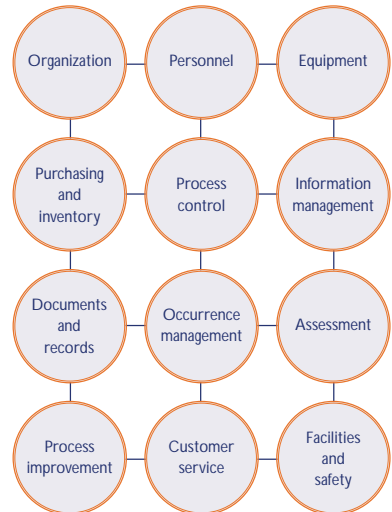 Organization
Personnel
Equipment
Purchasing
and
inventory
Process
control
Information
management
Documents
and
records
Occurrence
management
Assessment
Process
improvement
Customer
service
Facilities
and
safety